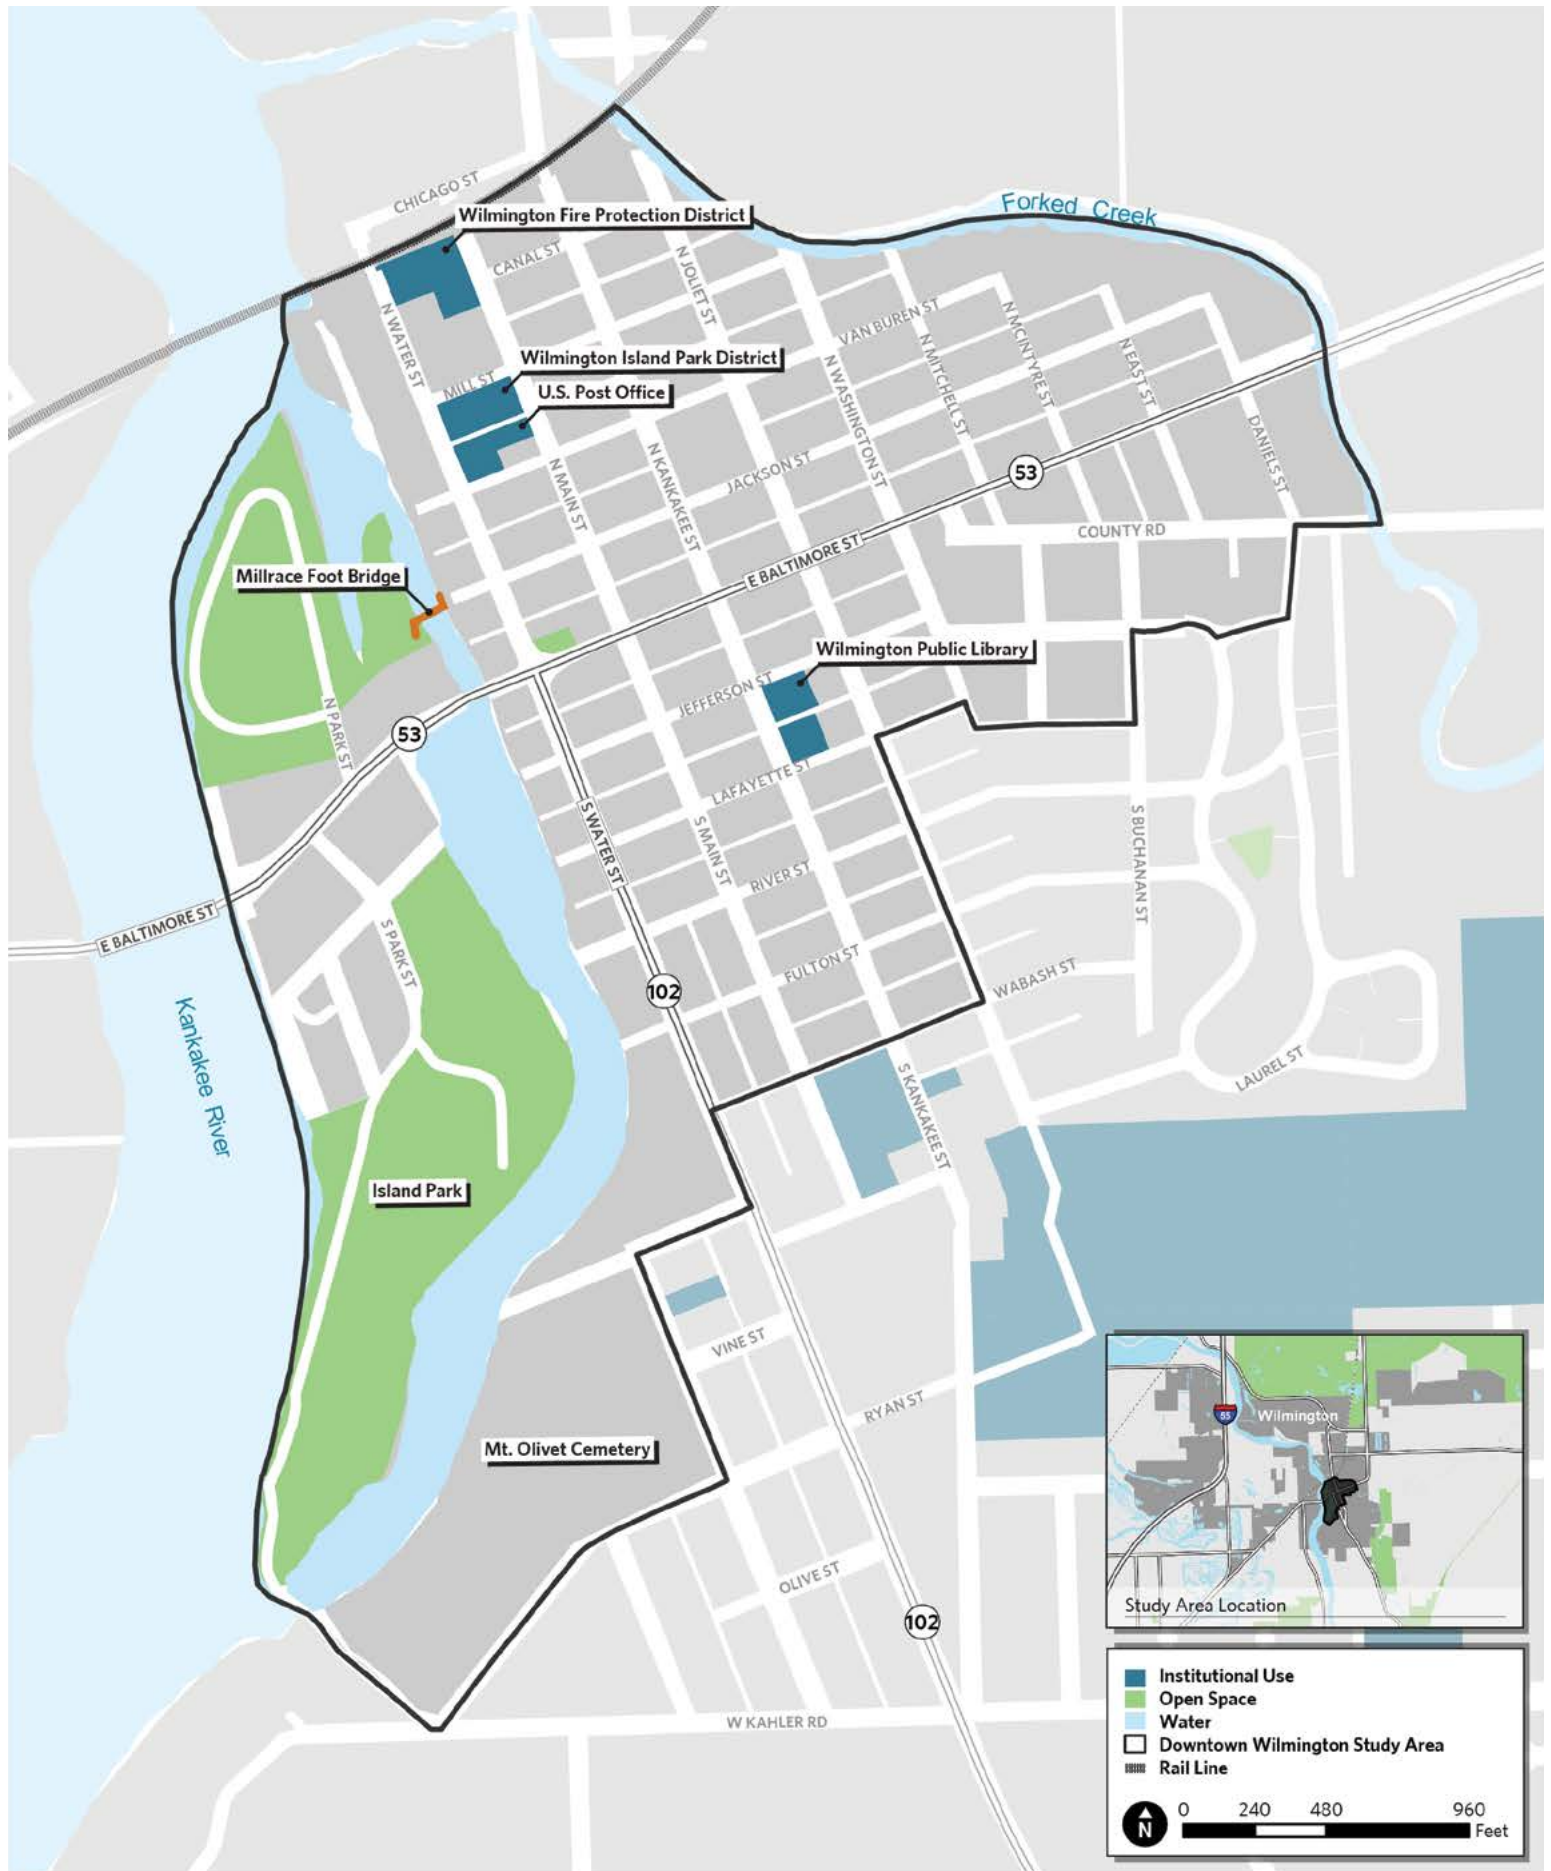 CHICAGO ST
Forked Creek
Wilmington Fire Protection District
CANAL ST
N JOLIET ST
N WATER ST
VAN BUREN ST
N MCINTYRE ST
N MITCHELL ST
N EAST ST
Wilmington Island Park District
MILL ST
U.S. Post Office
N WASHINGTON ST
DANIELS ST
N KANKAKEE ST
N MAIN ST
JACKSON ST
53
COUNTY RD
E BALTIMORE ST
Millrace Foot Bridge
Wilmington Public Library
JEFFERSON ST
N PARK ST
53
LAFAYETTE ST
S WATER ST
S MAIN ST
S BUCHANAN ST
RIVER ST
E BALTIMORE ST
S PARK ST
FULTON ST
WABASH ST
102
Kankakee River
LAUREL ST
S KANKAKEE ST
Island Park
VINE ST
RYAN ST
Mt. Olivet Cemetery
OLIVE ST
102
W KAHLER RD
55
Wilmington
Study Area Location
Institutional Use
Open Space
Water
Downtown Wilmington Study Area
Rail Line
N
0 240 480 960
Feet